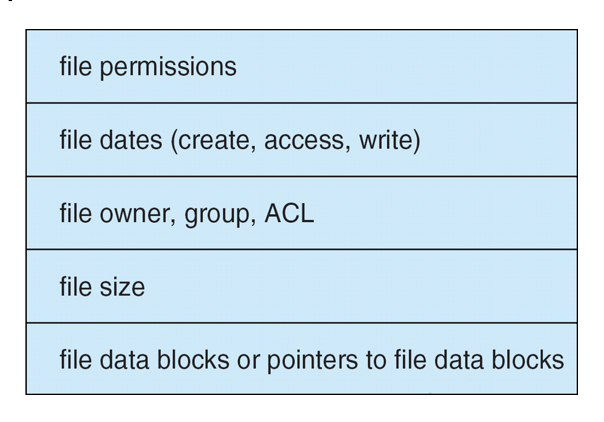 file permissions
file dates (create, access, write)
file owner, group, ACL
file size
file data blocks or pointers to file data blocks